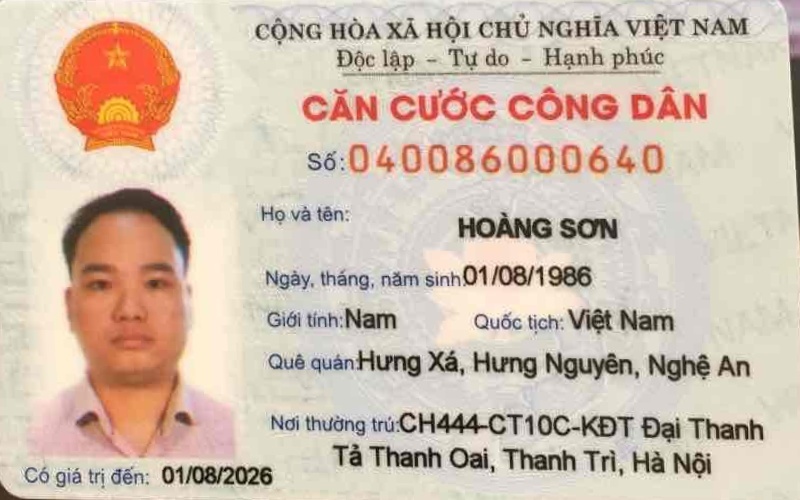 CỘNG HÒA XÃ HỘI CHỦ NGHĨA VIỆT NAM
Độc lập - Tự do - Hạnh phúc
CĂN CƯỚC CÔNG DÂN
Số: 040086000640
Họ và tên: HOÀNG SƠN
Ngày, tháng, năm sinh: 01/08/1986
Giới tính: Nam Quốc tịch: Việt Nam
Quê quán: Hưng Xá, Hưng Nguyên, Nghệ An
Nơi thường trú: CH444-CT10C-KĐT Đại Thanh
Tả Thanh Oai, Thanh Trì, Hà Nội
Có giá trị đến: 01/08/2026